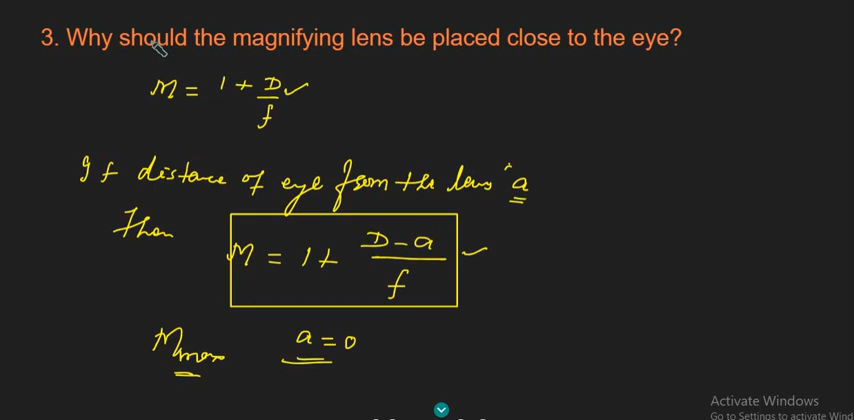 3. Why should the magnifying lens be placed close to the eye?
M = 1 + D/f ✓
If distance of eye from the lens 'a
Then
M = 1 + (D - a)/f ✓
Mmax a = 0
Activate Windows
Go to Settings to activate Wind